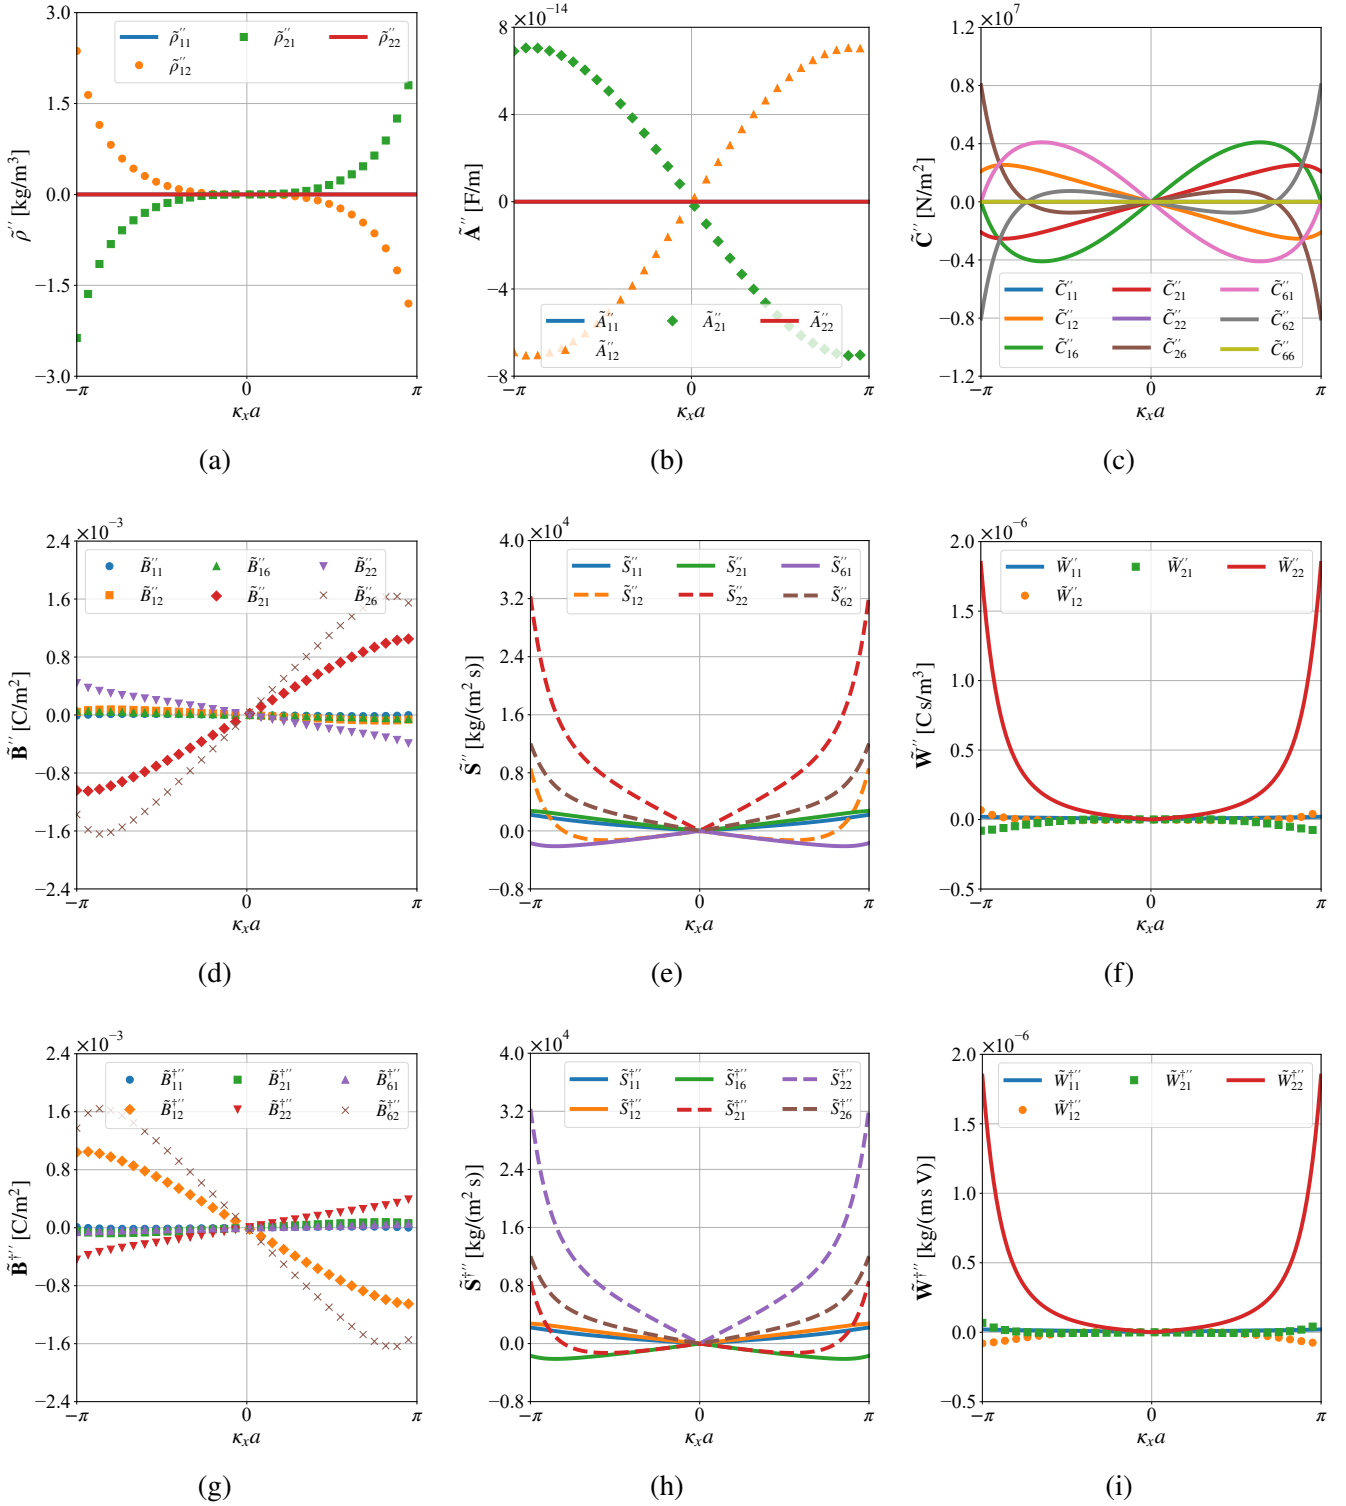 3.0
1.5
0.0
−1.5
−3.0
ρ̃″ [kg/m³]
ρ̃″₁₁ ρ̃″₂₁ ρ̃″₂₂
ρ̃″₁₂
−π 0 π
κₓa
(a)
×10⁻¹⁴
8
4
0
−4
−8
Ã″ [F/m]
Ã″₁₁ Ã″₂₁ Ã″₂₂
Ã″₁₂
−π 0 π
κₓa
(b)
×10⁷
1.2
0.8
0.4
0.0
−0.4
−0.8
−1.2
C̃″ [N/m²]
C̃″₁₁ C̃″₂₁ C̃″₆₁
C̃″₁₂ C̃″₂₂ C̃″₆₂
C̃″₁₆ C̃″₂₆ C̃″₆₆
−π 0 π
κₓa
(c)
×10⁻³
2.4
1.6
0.8
0.0
−0.8
−1.6
−2.4
B̃″ [C/m²]
B̃″₁₁ B̃″₁₆ B̃″₂₂
B̃″₁₂ B̃″₂₁ B̃″₂₆
−π 0 π
κₓa
(d)
×10⁴
4.0
3.2
2.4
1.6
0.8
0.0
−0.8
S̃″ [kg/(m² s)]
S̃″₁₁ S̃″₂₁ S̃″₆₁
S̃″₁₂ S̃″₂₂ S̃″₆₂
−π 0 π
κₓa
(e)
×10⁻⁶
2.0
1.5
1.0
0.5
0.0
−0.5
W̃″ [C s/m³]
W̃″₁₁ W̃″₂₁ W̃″₂₂
W̃″₁₂
−π 0 π
κₓa
(f)
×10⁻³
2.4
1.6
0.8
0.0
−0.8
−1.6
−2.4
B̃†″ [C/m²]
B̃†″₁₁ B̃†″₂₁ B̃†″₆₁
B̃†″₁₂ B̃†″₂₂ B̃†″₆₂
−π 0 π
κₓa
(g)
×10⁴
4.0
3.2
2.4
1.6
0.8
0.0
−0.8
S̃†″ [kg/(m² s)]
S̃†″₁₁ S̃†″₁₆ S̃†″₂₂
S̃†″₁₂ S̃†″₂₁ S̃†″₂₆
−π 0 π
κₓa
(h)
×10⁻⁶
2.0
1.5
1.0
0.5
0.0
−0.5
W̃†″ [kg/(ms V)]
W̃†″₁₁ W̃†″₂₁ W̃†″₂₂
W̃†″₁₂
−π 0 π
κₓa
(i)